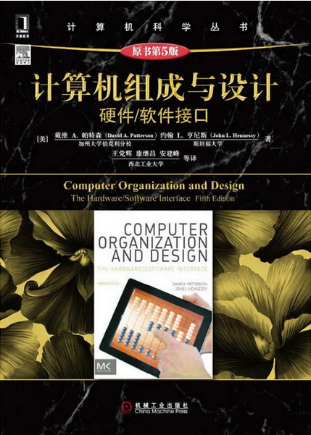 计算机科学丛书
原书第5版
计算机组成与设计
硬件/软件接口
[美] 戴维 A. 帕特森 (David A. Patterson) 约翰 L. 亨尼斯 (John L. Hennessy) 著
加州大学伯克利分校 斯坦福大学
王党辉 康继昌 安建峰 等译
西北工业大学
Computer Organization and Design
The Hardware/Software Interface Fifth Edition
COMPUTER
ORGANIZATION
AND DESIGN
THE HARDWARE/SOFTWARE INTERFACE
DAVID A. PATTERSON
JOHN L. HENNESSY
MK
机械工业出版社
China Machine Press